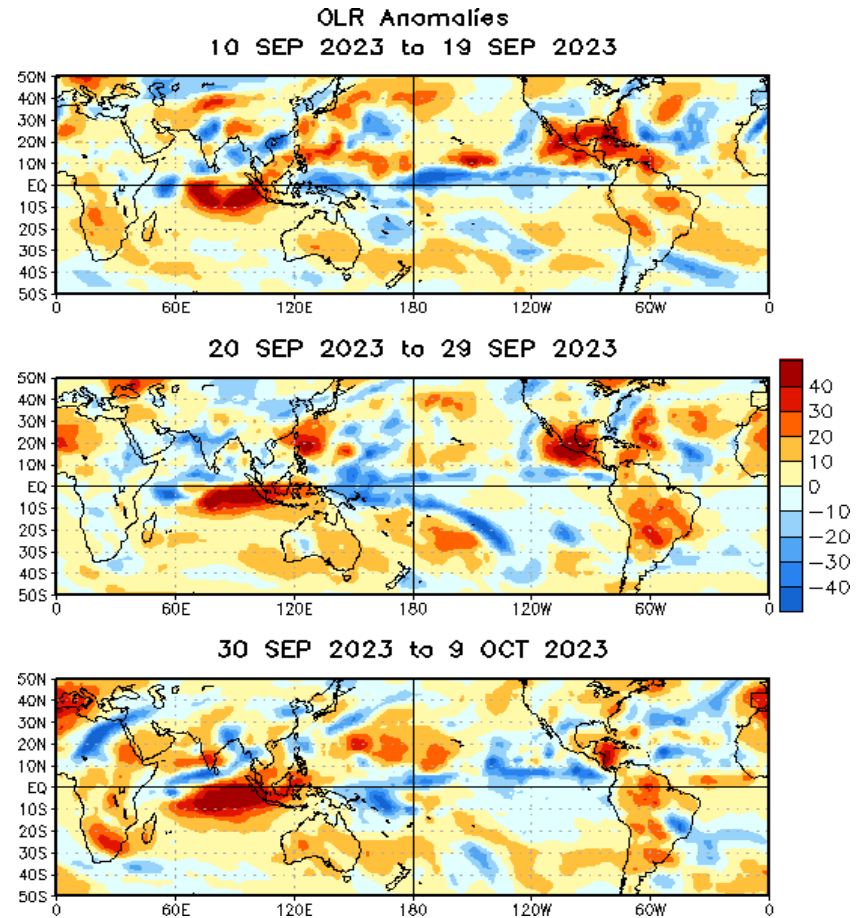 OLR Anomalies
10 SEP 2023 to 19 SEP 2023
50N
40N
30N
20N
10N
EQ
10S
20S
30S
40S
50S
0 60E 120E 180 120W 60W 0
20 SEP 2023 to 29 SEP 2023
50N
40N
30N
20N
10N
EQ
10S
20S
30S
40S
50S
0 60E 120E 180 120W 60W 0
40
30
20
10
0
-10
-20
-30
-40
30 SEP 2023 to 9 OCT 2023
50N
40N
30N
20N
10N
EQ
10S
20S
30S
40S
50S
0 60E 120E 180 120W 60W 0